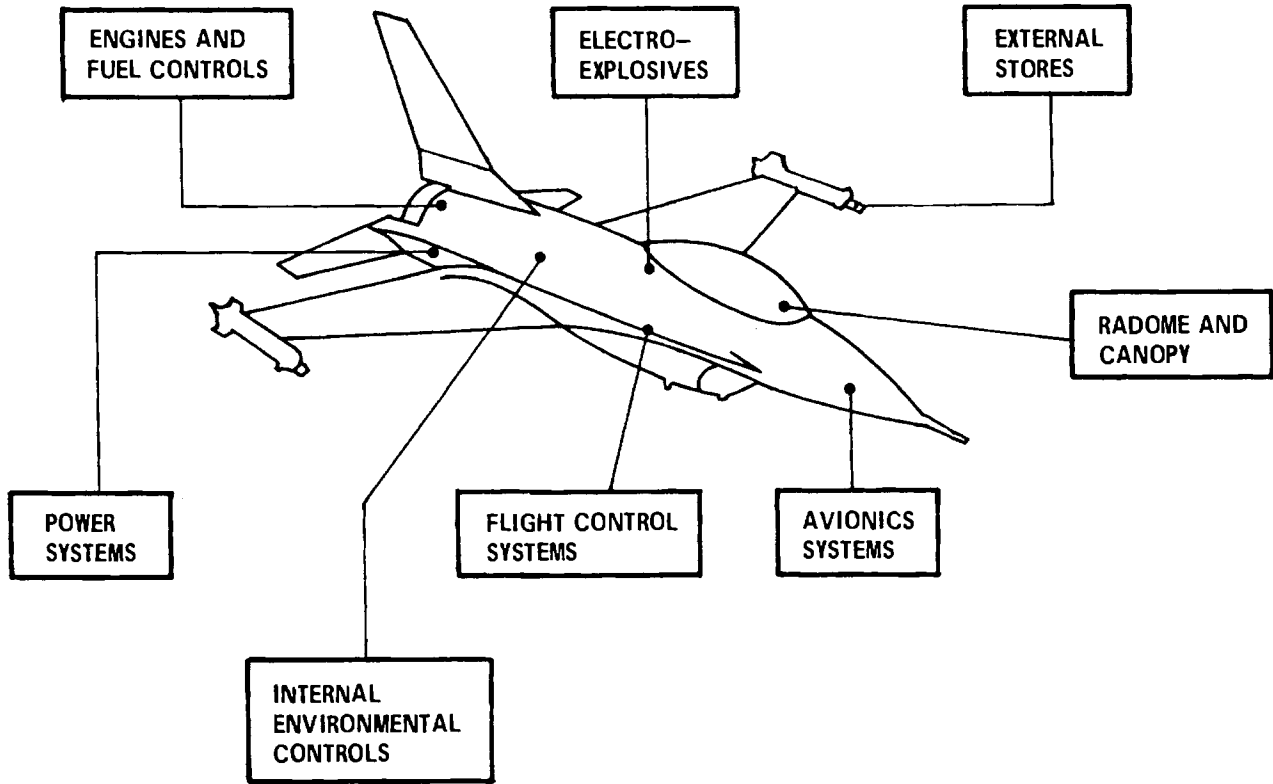 ENGINES AND
FUEL CONTROLS
ELECTRO-
EXPLOSIVES
EXTERNAL
STORES
RADOME AND
CANOPY
POWER
SYSTEMS
FLIGHT CONTROL
SYSTEMS
AVIONICS
SYSTEMS
INTERNAL
ENVIRONMENTAL
CONTROLS